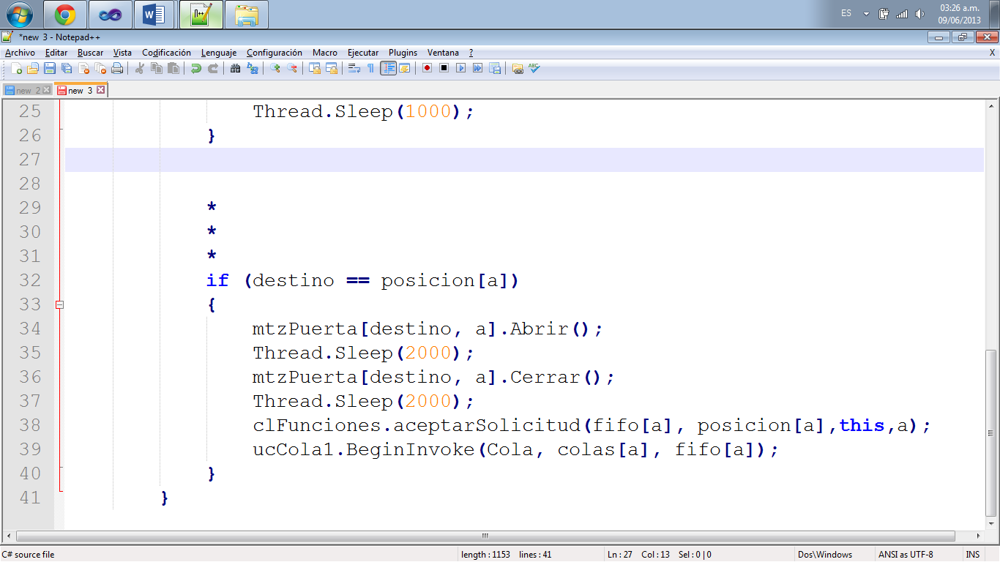 ES
03:26 a.m.
09/06/2013
*new 3 - Notepad++
Archivo Editar Buscar Vista Codificación Lenguaje Configuración Macro Ejecutar Plugins Ventana ? X
new 2 new 3
25 Thread.Sleep(1000);
26 }
27
28
29 *
30 *
31 *
32 if (destino == posicion[a])
33 {
34 mtzPuerta[destino, a].Abrir();
35 Thread.Sleep(2000);
36 mtzPuerta[destino, a].Cerrar();
37 Thread.Sleep(2000);
38 clFunciones.aceptarSolicitud(fifo[a], posicion[a],this,a);
39 ucCola1.BeginInvoke(Cola, colas[a], fifo[a]);
40 }
41 }
C# source file length : 1153 lines : 41 Ln : 27 Col : 13 Sel : 0 | 0 Dos\Windows ANSI as UTF-8 INS